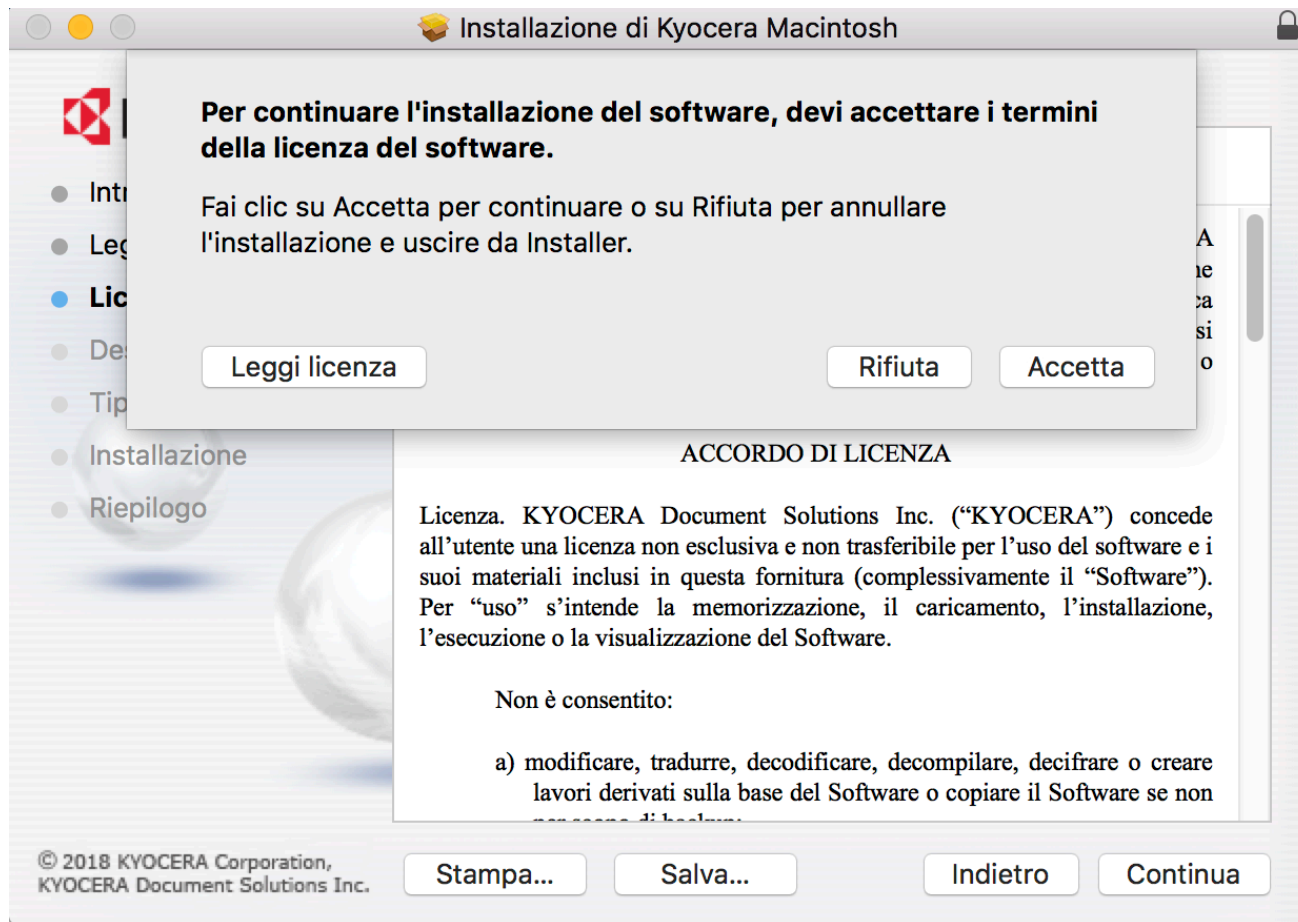 Installazione di Kyocera Macintosh
Per continuare l'installazione del software, devi accettare i termini
della licenza del software.
Fai clic su Accetta per continuare o su Rifiuta per annullare
l'installazione e uscire da Installer.
Leggi licenza
Rifiuta
Accetta
Installazione
Riepilogo
ACCORDO DI LICENZA
Licenza. KYOCERA Document Solutions Inc. (“KYOCERA”) concede
all’utente una licenza non esclusiva e non trasferibile per l’uso del software e i
suoi materiali inclusi in questa fornitura (complessivamente il “Software”).
Per “uso” s’intende la memorizzazione, il caricamento, l’installazione,
l’esecuzione o la visualizzazione del Software.
Non è consentito:
a) modificare, tradurre, decodificare, decompilare, decifrare o creare
lavori derivati sulla base del Software o copiare il Software se non
© 2018 KYOCERA Corporation,
KYOCERA Document Solutions Inc.
Stampa...
Salva...
Indietro
Continua